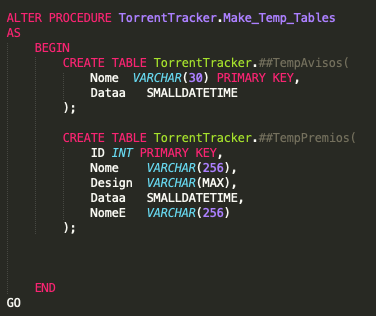 ALTER PROCEDURE TorrentTracker.Make_Temp_Tables
AS
BEGIN
CREATE TABLE TorrentTracker.##TempAvisos(
Nome VARCHAR(30) PRIMARY KEY,
Dataa SMALLDATETIME
);
CREATE TABLE TorrentTracker.##TempPremios(
ID INT PRIMARY KEY,
Nome VARCHAR(256),
Design VARCHAR(MAX),
Dataa SMALLDATETIME,
NomeE VARCHAR(256)
);
END
GO